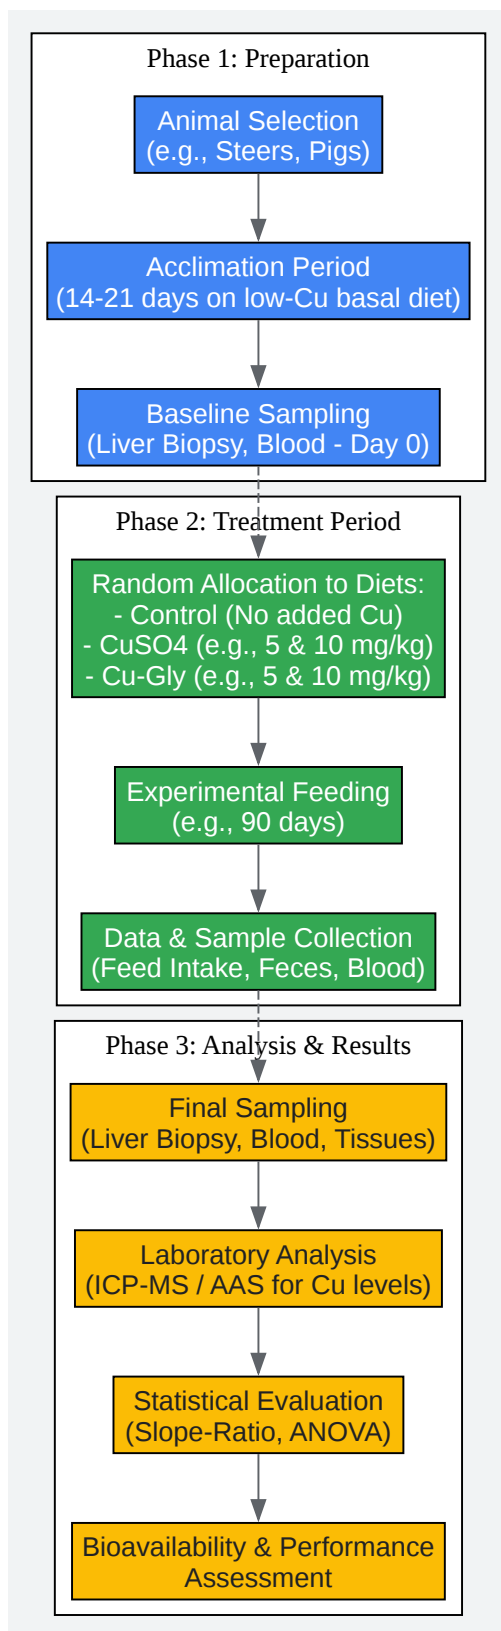 Phase 1: Preparation
Animal Selection
(e.g., Steers, Pigs)
Acclimation Period
(14-21 days on low-Cu basal diet)
Baseline Sampling
(Liver Biopsy, Blood - Day 0)
Phase 2: Treatment Period
Random Allocation to Diets:
- Control (No added Cu)
- CuSO4 (e.g., 5 & 10 mg/kg)
- Cu-Gly (e.g., 5 & 10 mg/kg)
Experimental Feeding
(e.g., 90 days)
Data & Sample Collection
(Feed Intake, Feces, Blood)
Phase 3: Analysis & Results
Final Sampling
(Liver Biopsy, Blood, Tissues)
Laboratory Analysis
(ICP-MS / AAS for Cu levels)
Statistical Evaluation
(Slope-Ratio, ANOVA)
Bioavailability & Performance
Assessment